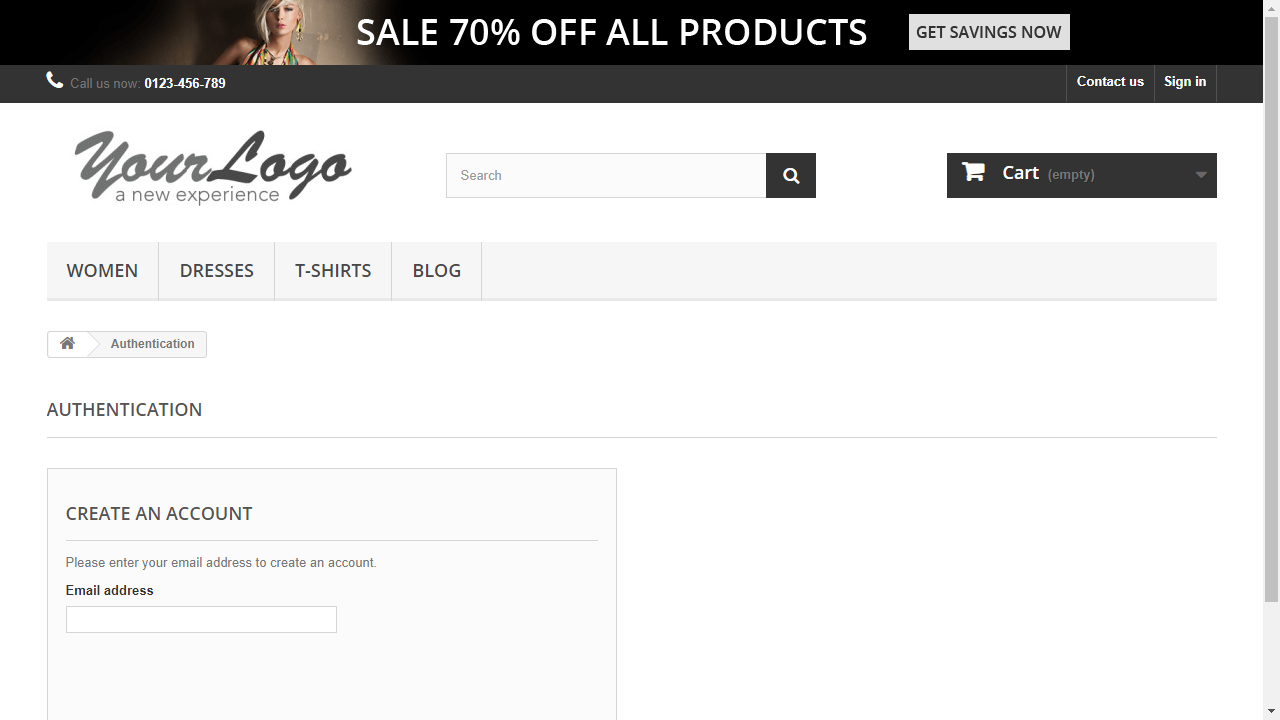 SALE 70% OFF ALL PRODUCTS GET SAVINGS NOW
Call us now: 0123-456-789 Contact us Sign in
YourLogo
a new experience
Search
Cart (empty)
WOMEN DRESSES T-SHIRTS BLOG
Authentication
AUTHENTICATION
CREATE AN ACCOUNT
Please enter your email address to create an account.
Email address